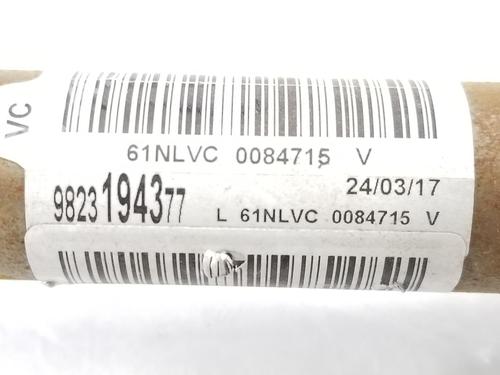 VC
61NLVC 0084715 V
24/03/17
9823194377
L 61NLVC 0084715 V